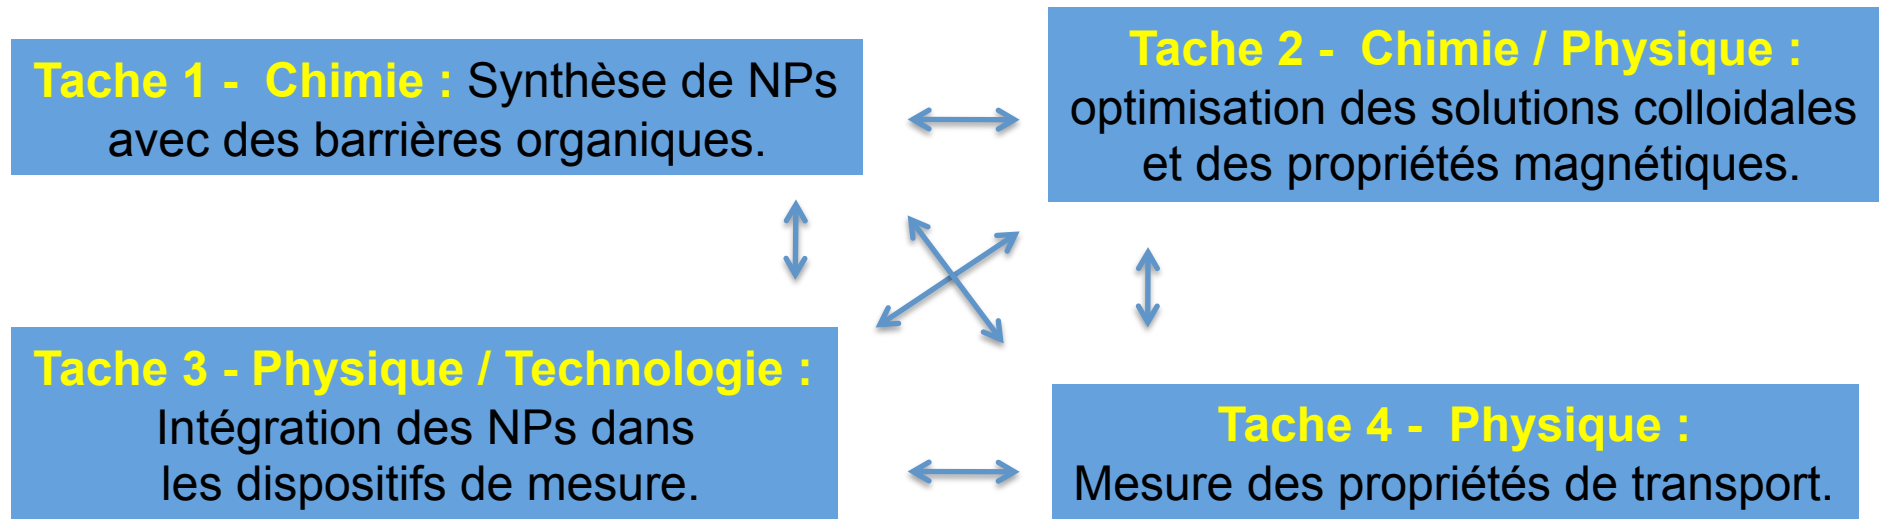 Tache 1 - Chimie : Synthèse de NPs
avec des barrières organiques.
Tache 2 - Chimie / Physique :
optimisation des solutions colloidales
et des propriétés magnétiques.
Tache 3 - Physique / Technologie :
Intégration des NPs dans
les dispositifs de mesure.
Tache 4 - Physique :
Mesure des propriétés de transport.